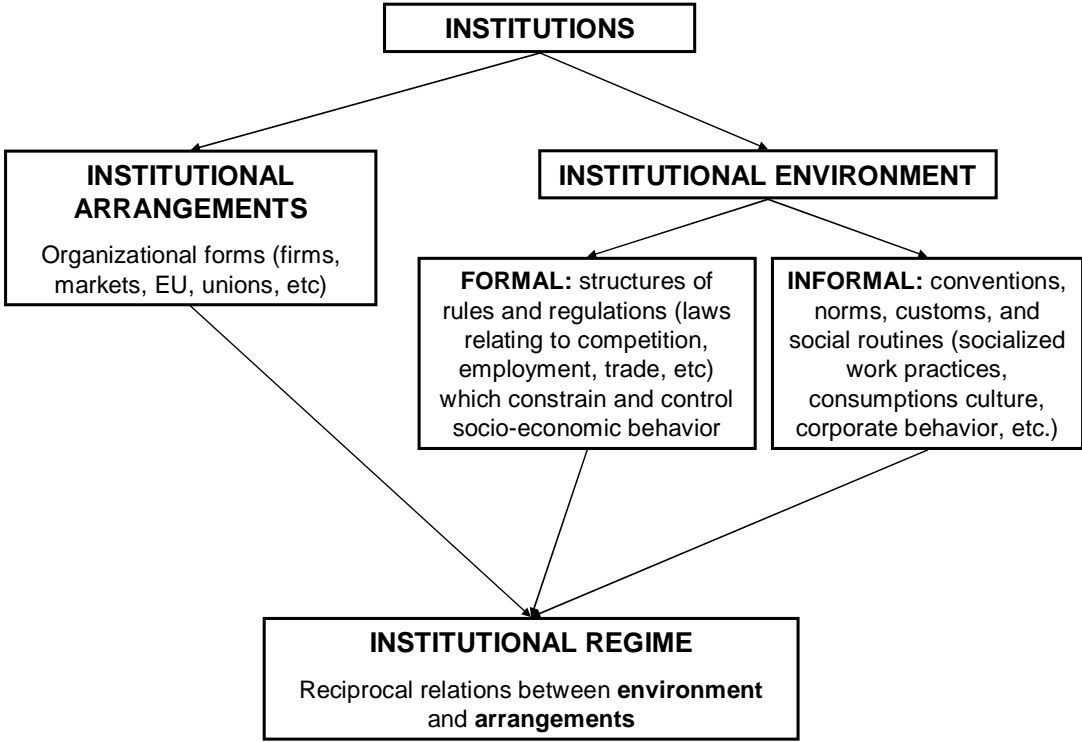 INSTITUTIONS
INSTITUTIONAL
ARRANGEMENTS
Organizational forms (firms,
markets, EU, unions, etc)
INSTITUTIONAL ENVIRONMENT
FORMAL: structures of
rules and regulations (laws
relating to competition,
employment, trade, etc)
which constrain and control
socio-economic behavior
INFORMAL: conventions,
norms, customs, and
social routines (socialized
work practices,
consumptions culture,
corporate behavior, etc.)
INSTITUTIONAL REGIME
Reciprocal relations between environment
and arrangements